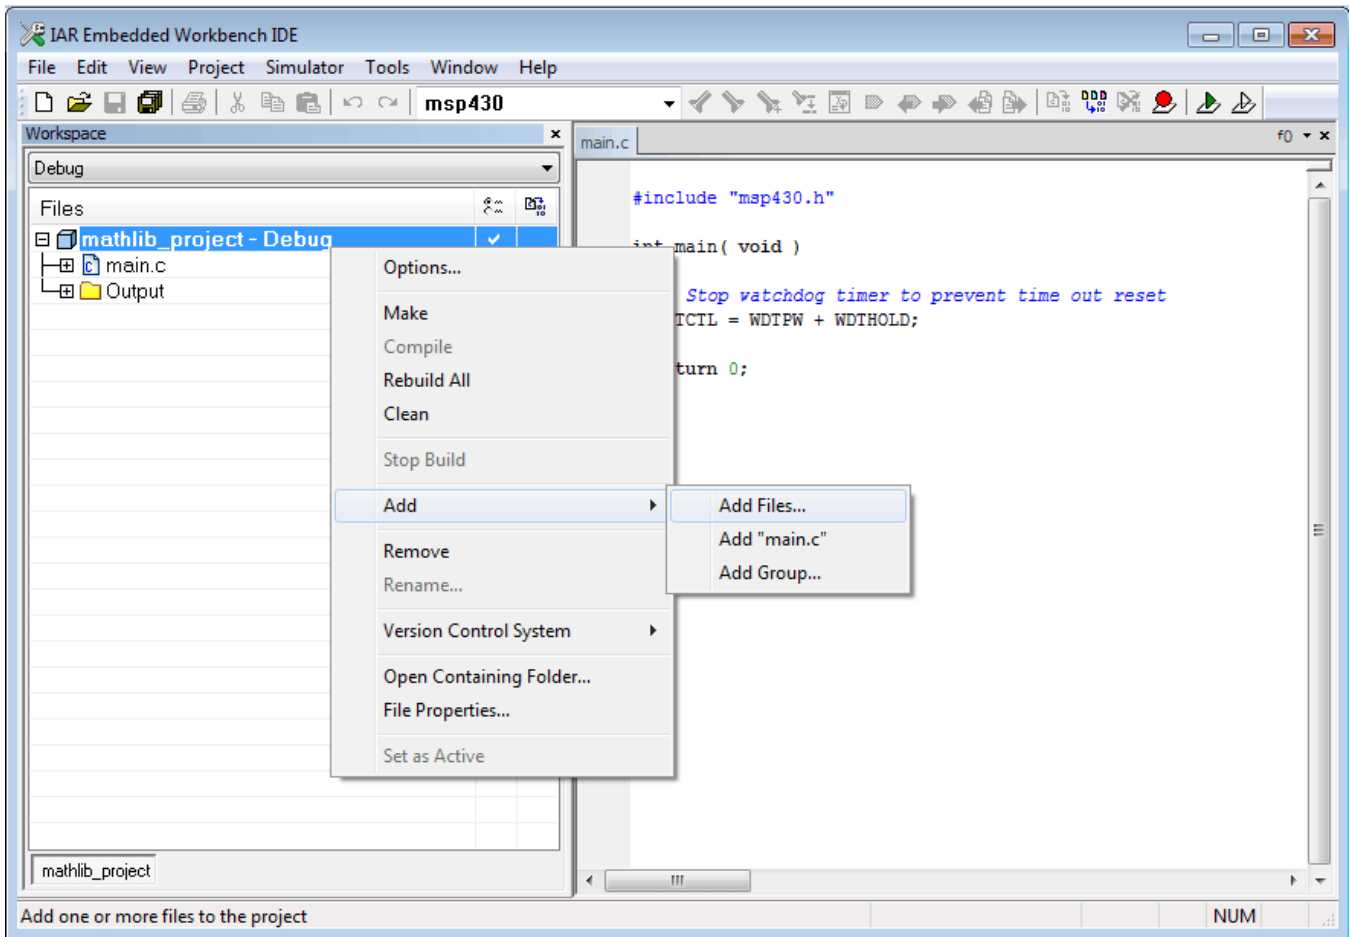 IAR Embedded Workbench IDE
File Edit View Project Simulator Tools Window Help
msp430
Workspace
main.c
f()
Debug
Files
#include "msp430.h"
mathlib_project - Debug
int main( void )
main.c
Output
Stop watchdog timer to prevent time out reset
TCTL = WDTPW + WDTHOLD;
turn 0;
Options...
Make
Compile
Rebuild All
Clean
Stop Build
Add
Add Files...
Add "main.c"
Add Group...
Remove
Rename...
Version Control System
Open Containing Folder...
File Properties...
Set as Active
mathlib_project
Add one or more files to the project
NUM